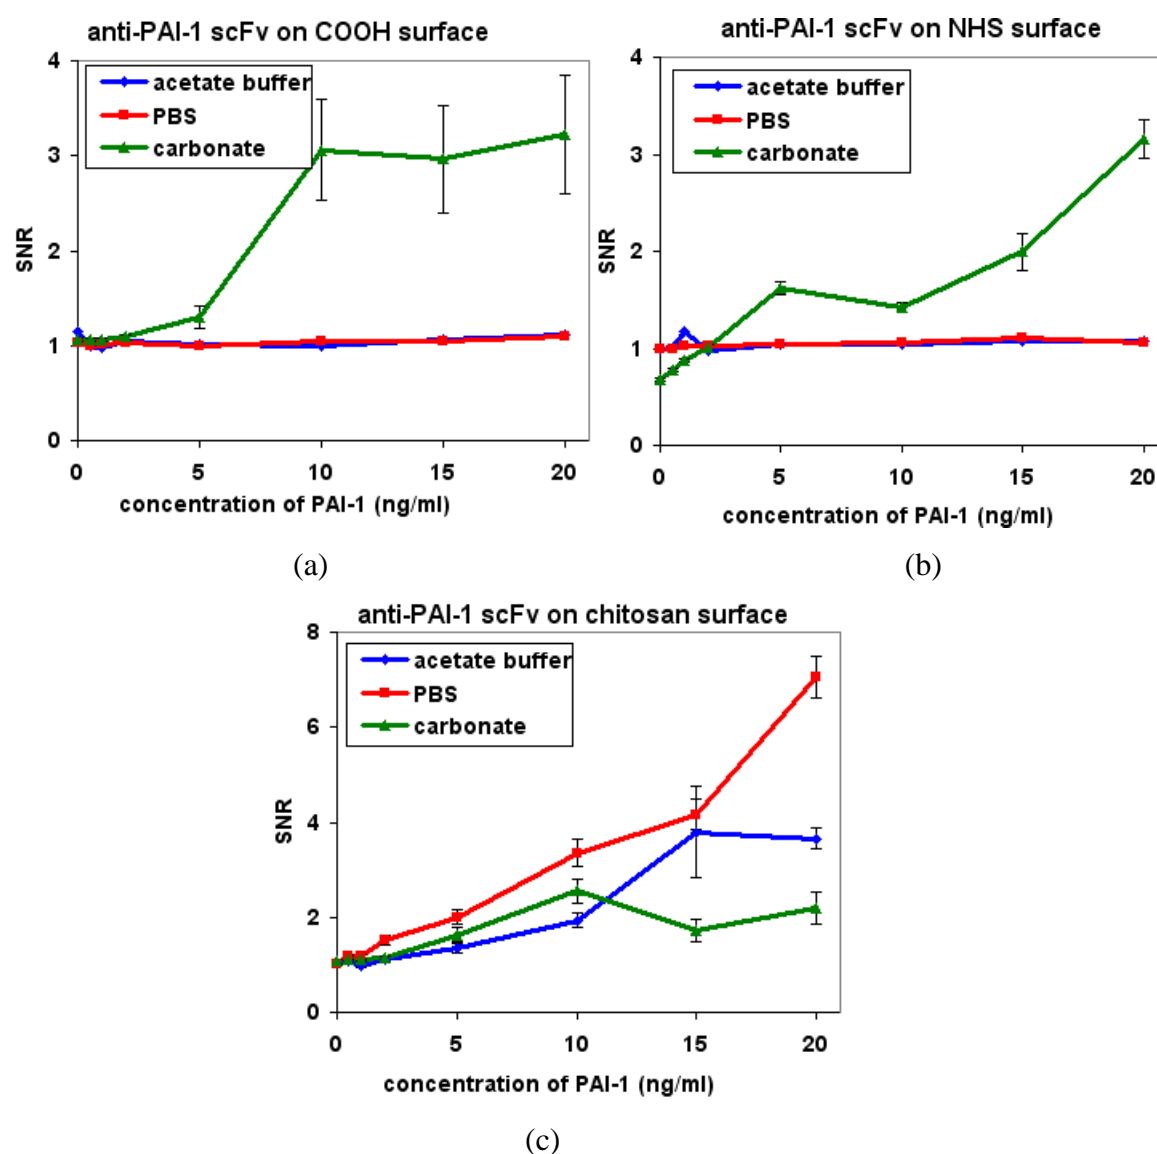 anti-PAI-1 scFv on COOH surface
4
3
2
1
0
SNR
acetate buffer
PBS
carbonate
0 5 10 15 20
concentration of PAI-1 (ng/ml)
(a)
anti-PAI-1 scFv on NHS surface
4
3
2
1
0
SNR
acetate buffer
PBS
carbonate
0 5 10 15 20
concentration of PAI-1 (ng/ml)
(b)
anti-PAI-1 scFv on chitosan surface
8
6
4
2
0
SNR
acetate buffer
PBS
carbonate
0 5 10 15 20
concentration of PAI-1 (ng/ml)
(c)